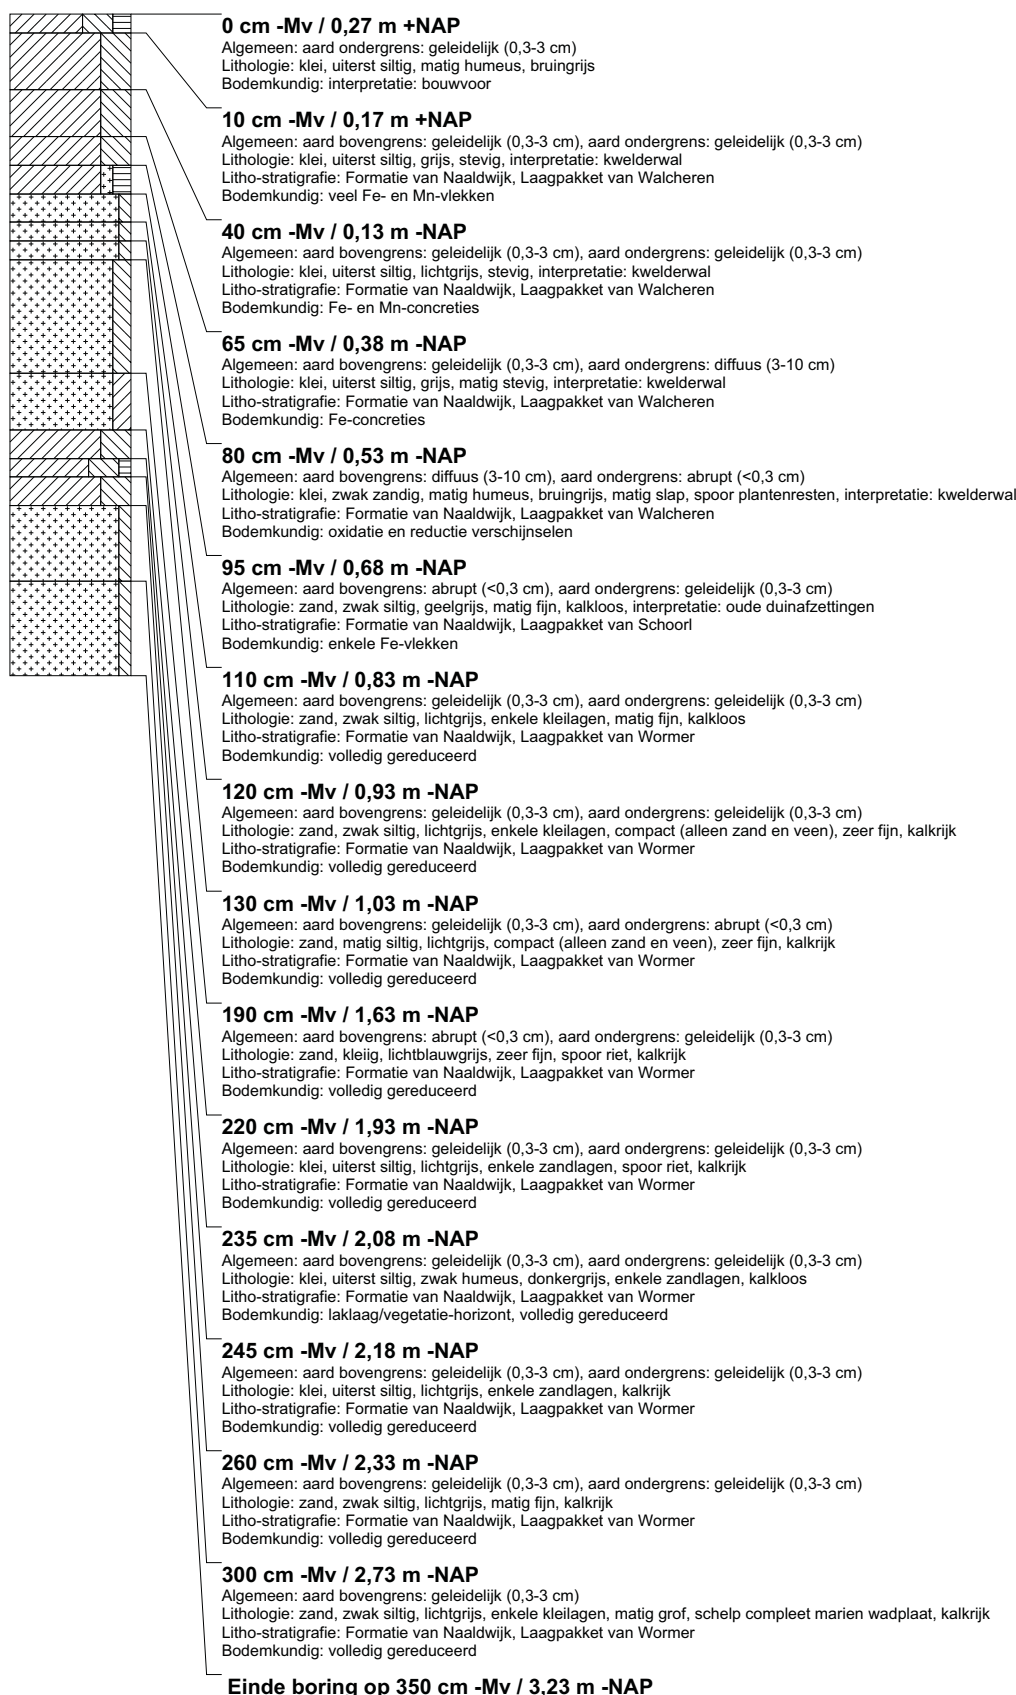 0 cm -Mv / 0,27 m +NAP
Algemeen: aard ondergrens: geleidelijk (0,3-3 cm)
Lithologie: klei, uiterst siltig, matig humeus, bruingrijs
Bodemkundig: interpretatie: bouwvoor
10 cm -Mv / 0,17 m +NAP
Algemeen: aard bovengrens: geleidelijk (0,3-3 cm), aard ondergrens: geleidelijk (0,3-3 cm)
Lithologie: klei, uiterst siltig, grijs, stevig, interpretatie: kwelderwal
Litho-stratigrafie: Formatie van Naaldwijk, Laagpakket van Walcheren
Bodemkundig: veel Fe- en Mn-vlekken
40 cm -Mv / 0,13 m -NAP
Algemeen: aard bovengrens: geleidelijk (0,3-3 cm), aard ondergrens: geleidelijk (0,3-3 cm)
Lithologie: klei, uiterst siltig, lichtgrijs, stevig, interpretatie: kwelderwal
Litho-stratigrafie: Formatie van Naaldwijk, Laagpakket van Walcheren
Bodemkundig: Fe- en Mn-concreties
65 cm -Mv / 0,38 m -NAP
Algemeen: aard bovengrens: geleidelijk (0,3-3 cm), aard ondergrens: diffuus (3-10 cm)
Lithologie: klei, uiterst siltig, grijs, matig stevig, interpretatie: kwelderwal
Litho-stratigrafie: Formatie van Naaldwijk, Laagpakket van Walcheren
Bodemkundig: Fe-concreties
80 cm -Mv / 0,53 m -NAP
Algemeen: aard bovengrens: diffuus (3-10 cm), aard ondergrens: abrupt (<0,3 cm)
Lithologie: klei, zwak zandig, matig humeus, bruingrijs, matig slap, spoor plantenresten, interpretatie: kwelderwal
Litho-stratigrafie: Formatie van Naaldwijk, Laagpakket van Walcheren
Bodemkundig: oxidatie en reductie verschijnselen
95 cm -Mv / 0,68 m -NAP
Algemeen: aard bovengrens: abrupt (<0,3 cm), aard ondergrens: geleidelijk (0,3-3 cm)
Lithologie: zand, zwak siltig, geelgrijs, matig fijn, kalkloos, interpretatie: oude duinafzettingen
Litho-stratigrafie: Formatie van Naaldwijk, Laagpakket van Schoorl
Bodemkundig: enkele Fe-vlekken
110 cm -Mv / 0,83 m -NAP
Algemeen: aard bovengrens: geleidelijk (0,3-3 cm), aard ondergrens: geleidelijk (0,3-3 cm)
Lithologie: zand, zwak siltig, lichtgrijs, enkele kleilagen, matig fijn, kalkloos
Litho-stratigrafie: Formatie van Naaldwijk, Laagpakket van Wormer
Bodemkundig: volledig gereduceerd
120 cm -Mv / 0,93 m -NAP
Algemeen: aard bovengrens: geleidelijk (0,3-3 cm), aard ondergrens: geleidelijk (0,3-3 cm)
Lithologie: zand, zwak siltig, lichtgrijs, enkele kleilagen, compact (alleen zand en veen), zeer fijn, kalkrijk
Litho-stratigrafie: Formatie van Naaldwijk, Laagpakket van Wormer
Bodemkundig: volledig gereduceerd
130 cm -Mv / 1,03 m -NAP
Algemeen: aard bovengrens: geleidelijk (0,3-3 cm), aard ondergrens: abrupt (<0,3 cm)
Lithologie: zand, matig siltig, lichtgrijs, compact (alleen zand en veen), zeer fijn, kalkrijk
Litho-stratigrafie: Formatie van Naaldwijk, Laagpakket van Wormer
Bodemkundig: volledig gereduceerd
190 cm -Mv / 1,63 m -NAP
Algemeen: aard bovengrens: abrupt (<0,3 cm), aard ondergrens: geleidelijk (0,3-3 cm)
Lithologie: zand, kleiig, lichtblauwgrijs, zeer fijn, spoor riet, kalkrijk
Litho-stratigrafie: Formatie van Naaldwijk, Laagpakket van Wormer
Bodemkundig: volledig gereduceerd
220 cm -Mv / 1,93 m -NAP
Algemeen: aard bovengrens: geleidelijk (0,3-3 cm), aard ondergrens: geleidelijk (0,3-3 cm)
Lithologie: klei, uiterst siltig, lichtgrijs, enkele zandlagen, spoor riet, kalkrijk
Litho-stratigrafie: Formatie van Naaldwijk, Laagpakket van Wormer
Bodemkundig: volledig gereduceerd
235 cm -Mv / 2,08 m -NAP
Algemeen: aard bovengrens: geleidelijk (0,3-3 cm), aard ondergrens: geleidelijk (0,3-3 cm)
Lithologie: klei, uiterst siltig, zwak humeus, donkergrijs, enkele zandlagen, kalkloos
Litho-stratigrafie: Formatie van Naaldwijk, Laagpakket van Wormer
Bodemkundig: laklaag/vegetatie-horizont, volledig gereduceerd
245 cm -Mv / 2,18 m -NAP
Algemeen: aard bovengrens: geleidelijk (0,3-3 cm), aard ondergrens: geleidelijk (0,3-3 cm)
Lithologie: klei, uiterst siltig, lichtgrijs, enkele zandlagen, kalkrijk
Litho-stratigrafie: Formatie van Naaldwijk, Laagpakket van Wormer
Bodemkundig: volledig gereduceerd
260 cm -Mv / 2,33 m -NAP
Algemeen: aard bovengrens: geleidelijk (0,3-3 cm), aard ondergrens: geleidelijk (0,3-3 cm)
Lithologie: zand, zwak siltig, lichtgrijs, matig fijn, kalkrijk
Litho-stratigrafie: Formatie van Naaldwijk, Laagpakket van Wormer
Bodemkundig: volledig gereduceerd
300 cm -Mv / 2,73 m -NAP
Algemeen: aard bovengrens: geleidelijk (0,3-3 cm)
Lithologie: zand, zwak siltig, lichtgrijs, enkele kleilagen, matig grof, schelp compleet marien wadplaat, kalkrijk
Litho-stratigrafie: Formatie van Naaldwijk, Laagpakket van Wormer
Bodemkundig: volledig gereduceerd
Einde boring op 350 cm -Mv / 3,23 m -NAP